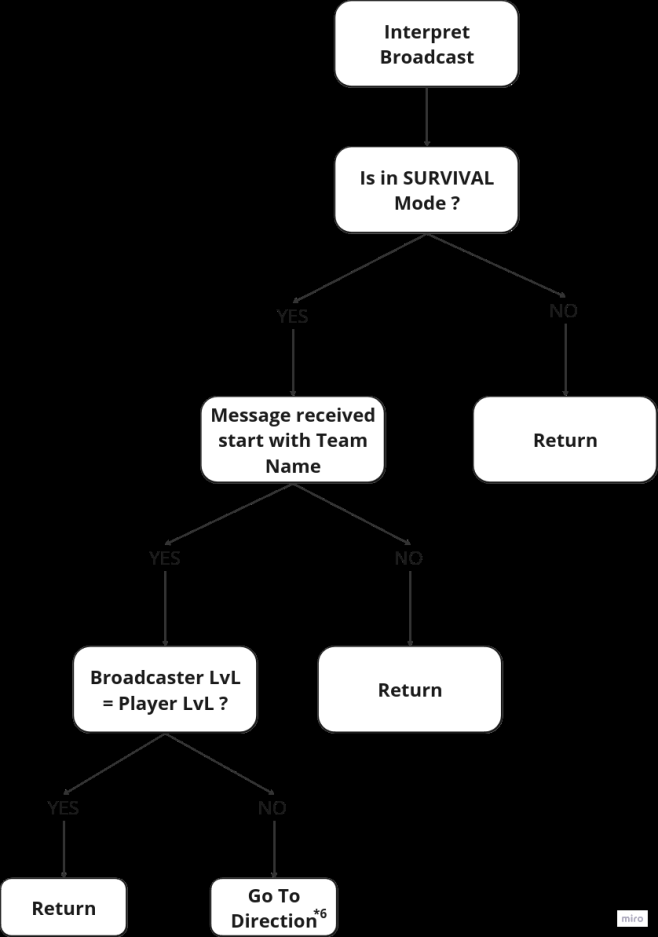 Interpret
Broadcast
Is in SURVIVAL
Mode ?
YES
NO
Message received
start with Team
Name
Return
YES
NO
Broadcaster LvL
= Player LvL ?
Return
YES
NO
Return
Go To
Direction*6
miro